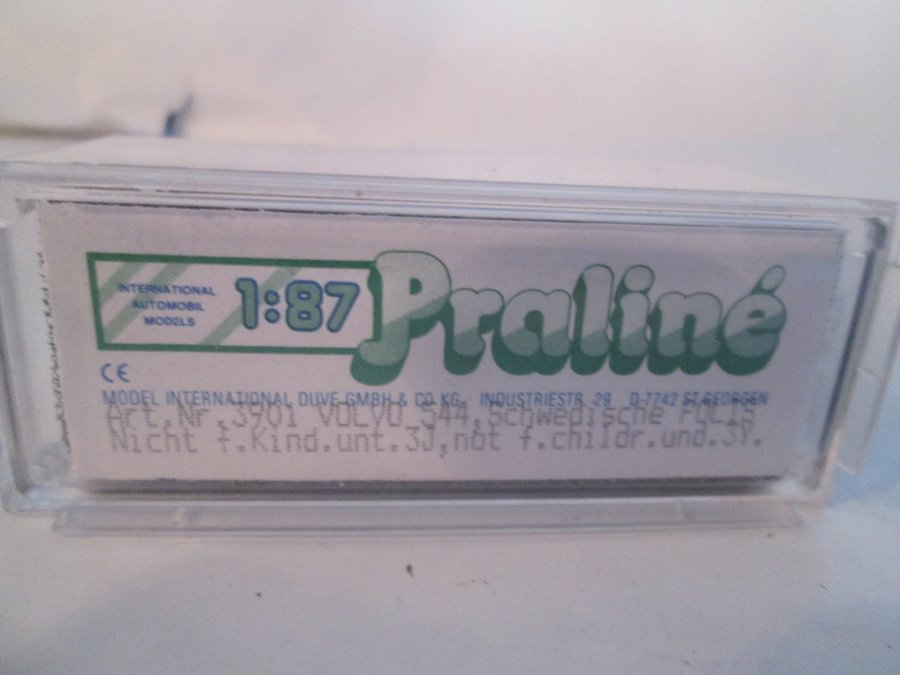 INTERNATIONAL
AUTOMOBIL
MODELS
1:87
Praliné
CE
MODEL INTERNATIONAL DUVE GMBH & CO KG, INDUSTRIESTR. 29 · D-7742 ST. GEORGEN
Art.Nr.3901 VOLVO 544,Schwedische POLIS
Nicht f.Kind.unt.3J,not f.childr.und.3Y.